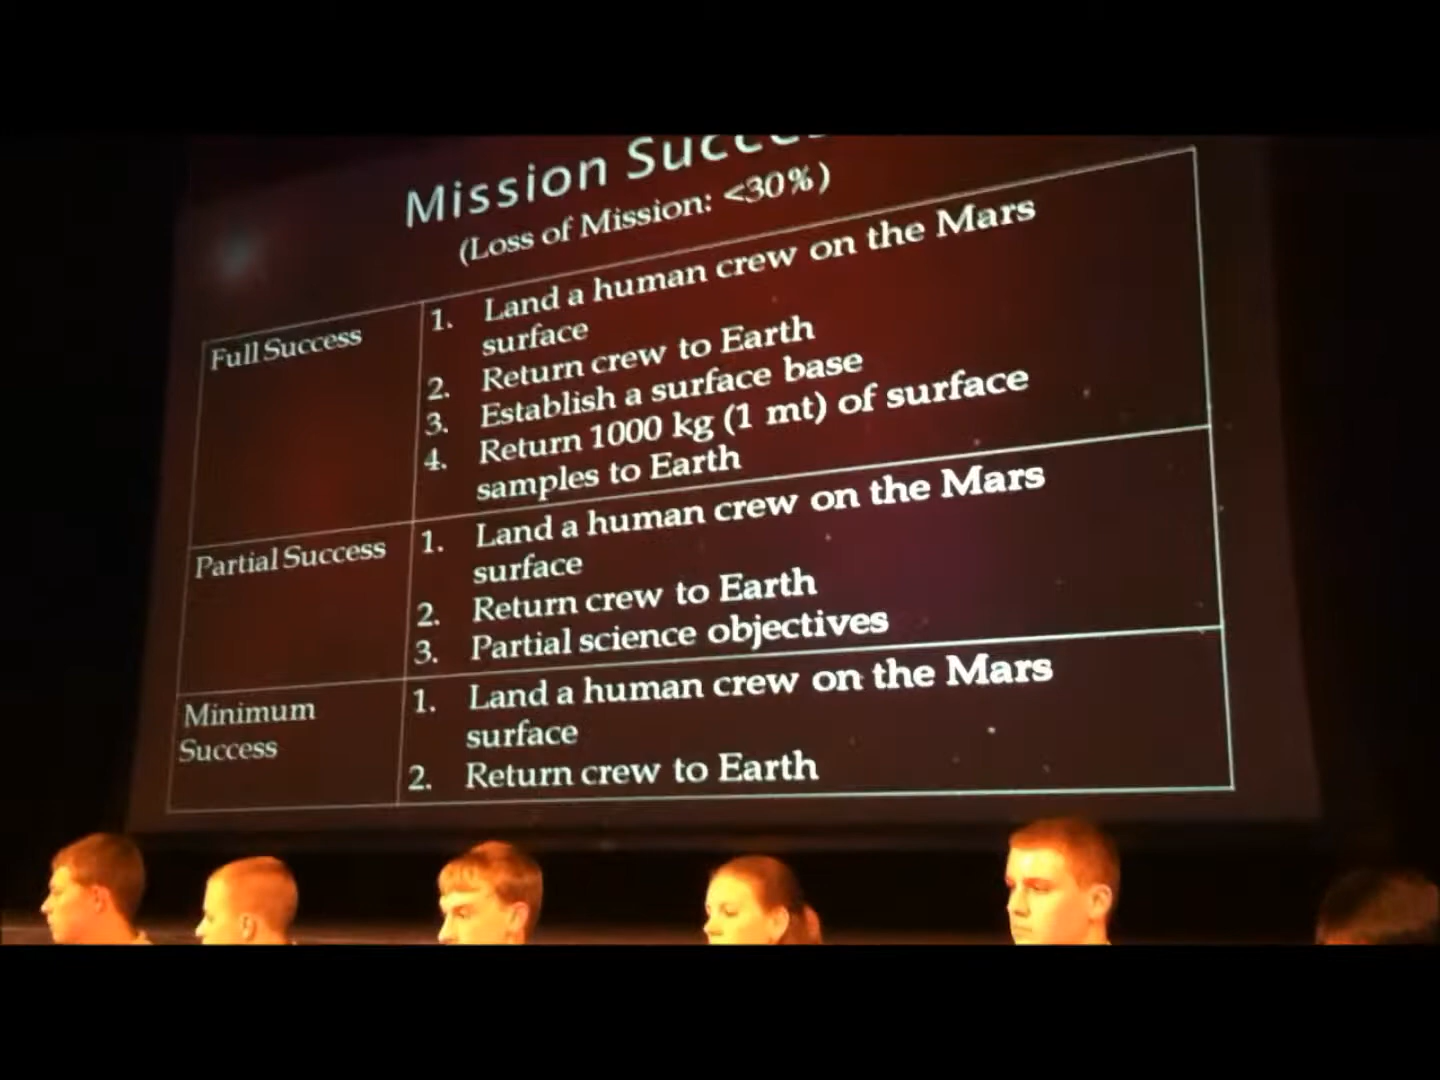 Mission
(Loss of Mission: <30%)
Full Success
1. Land a human crew on the Mars
surface
2. Return crew to Earth
3. Establish a surface base
4. Return 1000 kg (1 mt) of surface
samples to Earth
Partial Success
1. Land a human crew on the Mars
surface
2. Return crew to Earth
3. Partial science objectives
Minimum
Success
1. Land a human crew on the Mars
surface
2. Return crew to Earth